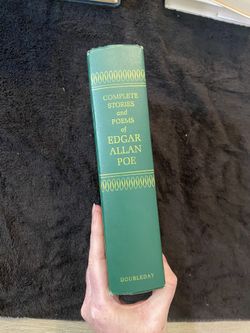 COMPLETE
STORIES
and
POEMS
of
EDGAR
ALLAN
POE
DOUBLEDAY